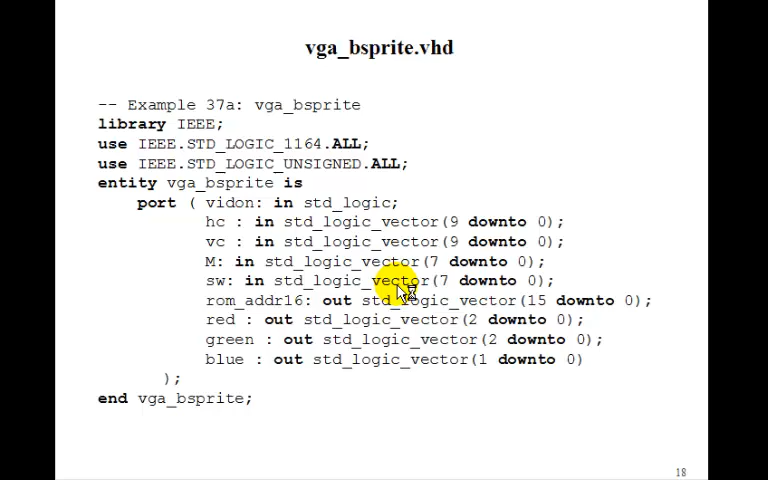 vga_bsprite.vhd
-- Example 37a: vga_bsprite
library IEEE;
use IEEE.STD_LOGIC_1164.ALL;
use IEEE.STD_LOGIC_UNSIGNED.ALL;
entity vga_bsprite is
port ( vidon: in std_logic;
hc : in std_logic_vector(9 downto 0);
vc : in std_logic_vector(9 downto 0);
M: in std_logic_vector(7 downto 0);
sw: in std_logic_vector(7 downto 0);
rom_addr16: out std_logic_vector(15 downto 0);
red : out std_logic_vector(2 downto 0);
green : out std_logic_vector(2 downto 0);
blue : out std_logic_vector(1 downto 0)
);
end vga_bsprite;
18